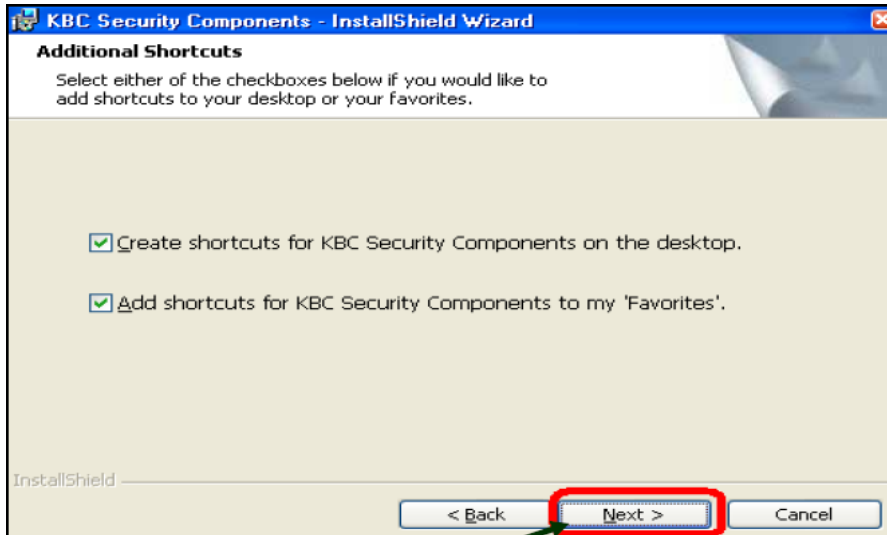 KBC Security Components - InstallShield Wizard
Additional Shortcuts
Select either of the checkboxes below if you would like to
add shortcuts to your desktop or your favorites.
Create shortcuts for KBC Security Components on the desktop.
Add shortcuts for KBC Security Components to my 'Favorites'.
InstallShield
< Back Next > Cancel